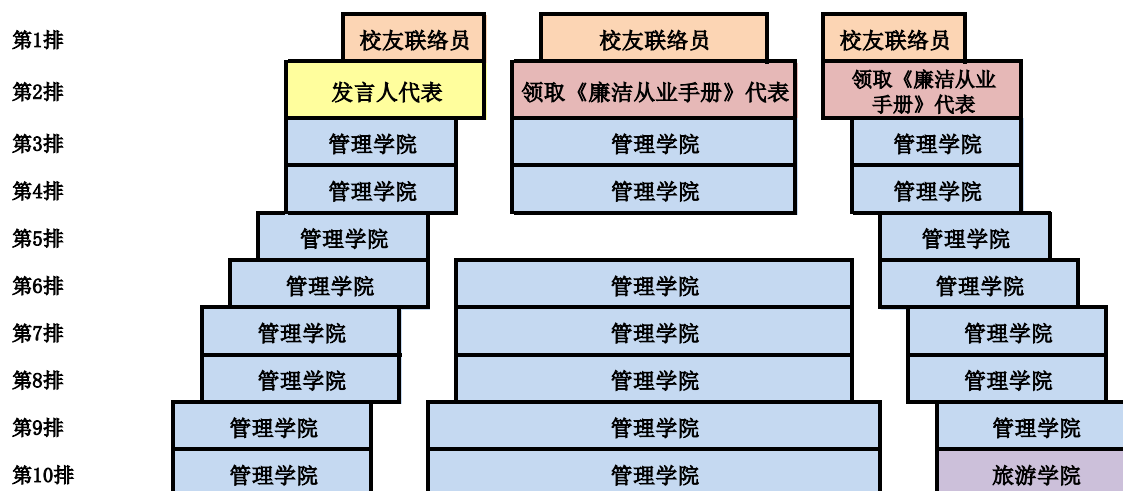 第1排 校友联络员 校友联络员 校友联络员
第2排 发言人代表 领取《廉洁从业手册》代表 领取《廉洁从业
手册》代表
第3排 管理学院 管理学院 管理学院
第4排 管理学院 管理学院 管理学院
第5排 管理学院 管理学院
第6排 管理学院 管理学院 管理学院
第7排 管理学院 管理学院 管理学院
第8排 管理学院 管理学院 管理学院
第9排 管理学院 管理学院 管理学院
第10排 管理学院 管理学院 旅游学院